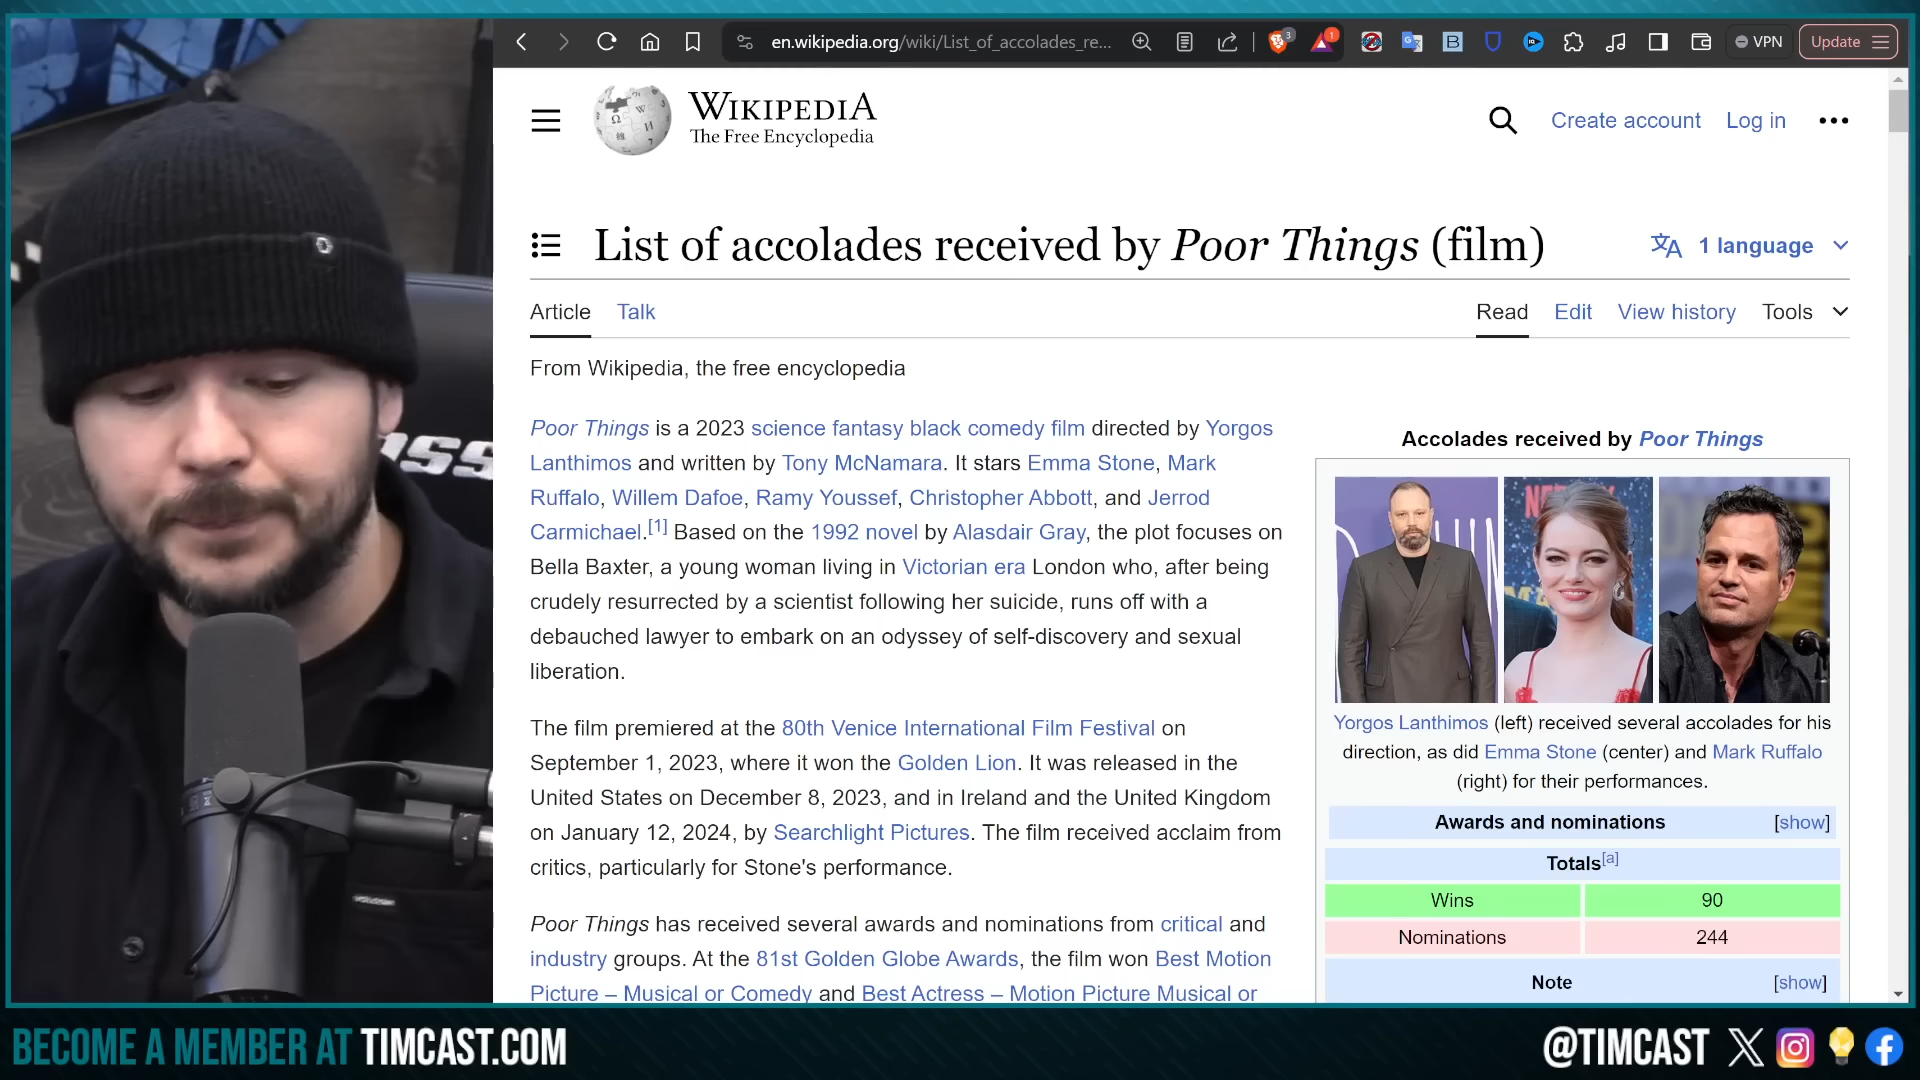 en.wikipedia.org/wiki/List_of_accolades_re...
3
1
VPN
Update
WIKIPEDIA
The Free Encyclopedia
Create account
Log in
List of accolades received by Poor Things (film)
1 language
Article
Talk
Read
Edit
View history
Tools
From Wikipedia, the free encyclopedia
Poor Things is a 2023 science fantasy black comedy film directed by Yorgos
Lanthimos and written by Tony McNamara. It stars Emma Stone, Mark
Ruffalo, Willem Dafoe, Ramy Youssef, Christopher Abbott, and Jerrod
Carmichael.[1] Based on the 1992 novel by Alasdair Gray, the plot focuses on
Bella Baxter, a young woman living in Victorian era London who, after being
crudely resurrected by a scientist following her suicide, runs off with a
debauched lawyer to embark on an odyssey of self-discovery and sexual
liberation.
The film premiered at the 80th Venice International Film Festival on
September 1, 2023, where it won the Golden Lion. It was released in the
United States on December 8, 2023, and in Ireland and the United Kingdom
on January 12, 2024, by Searchlight Pictures. The film received acclaim from
critics, particularly for Stone's performance.
Poor Things has received several awards and nominations from critical and
industry groups. At the 81st Golden Globe Awards, the film won Best Motion
Picture – Musical or Comedy and Best Actress – Motion Picture Musical or
Accolades received by Poor Things
Yorgos Lanthimos (left) received several accolades for his
direction, as did Emma Stone (center) and Mark Ruffalo
(right) for their performances.
Awards and nominations [show]
Totals[a]
Wins 90
Nominations 244
Note [show]
BECOME A MEMBER AT TIMCAST.COM
@TIMCAST